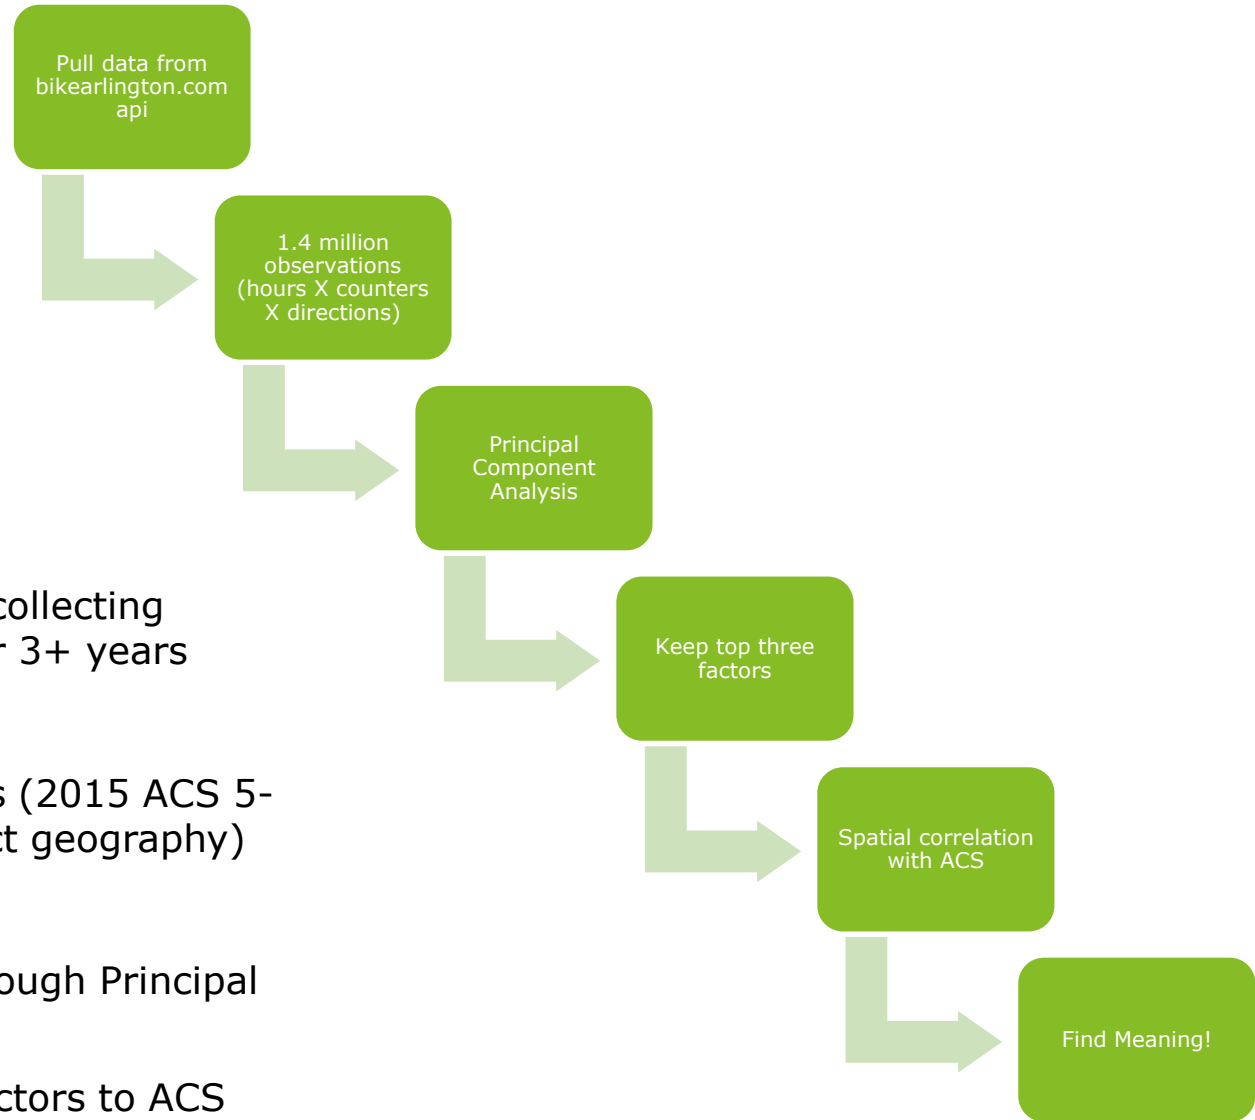 Pull data from
bikearlington.com
api
1.4 million
observations
(hours X counters
X directions)
Principal
Component
Analysis
Keep top three
factors
Spatial correlation
with ACS
Find Meaning!
collecting
r 3+ years
s (2015 ACS 5-
ct geography)
ough Principal
ctors to ACS